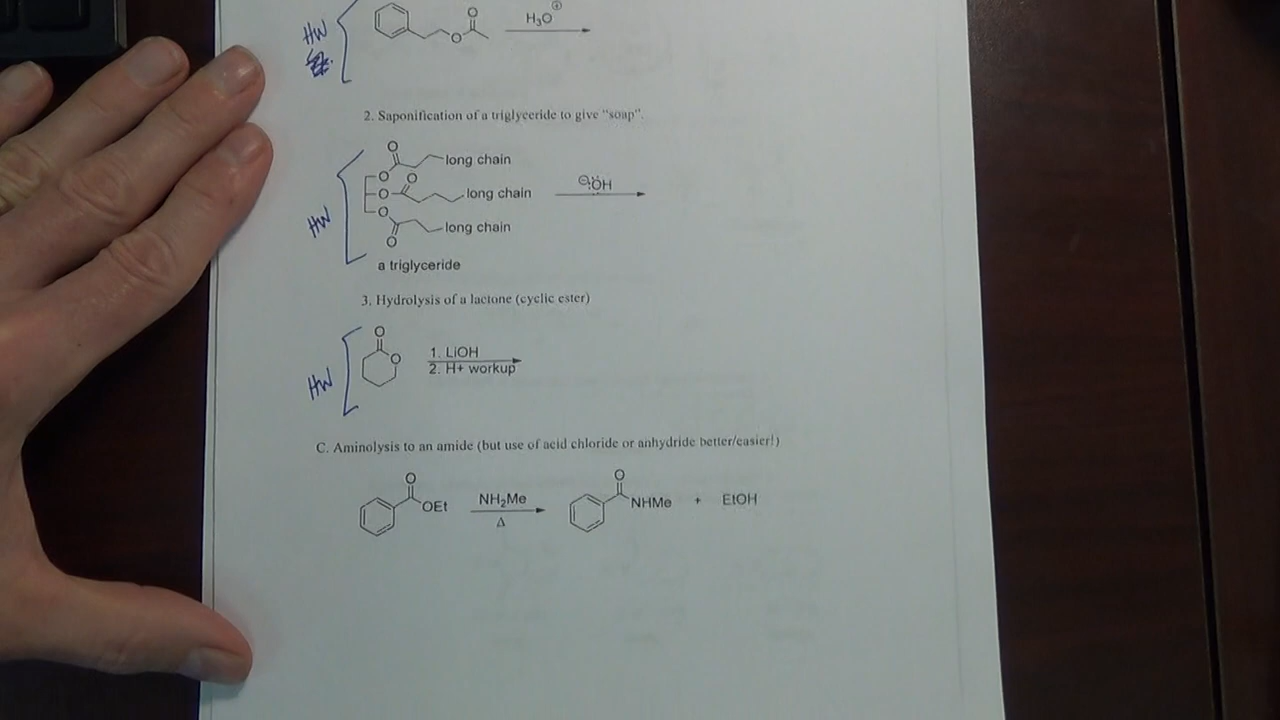 HW
H₃O⊕
O
O
2. Saponification of a triglyceride to give "soap".
O
long chain
O
O
O
long chain
⊖:ÖH
O
long chain
O
HW
a triglyceride
3. Hydrolysis of a lactone (cyclic ester)
O
O
1. LiOH
2. H+ workup
HW
C. Aminolysis to an amide (but use of acid chloride or anhydride better/easier!)
O
OEt
NH₂Me
Δ
O
NHMe + EtOH